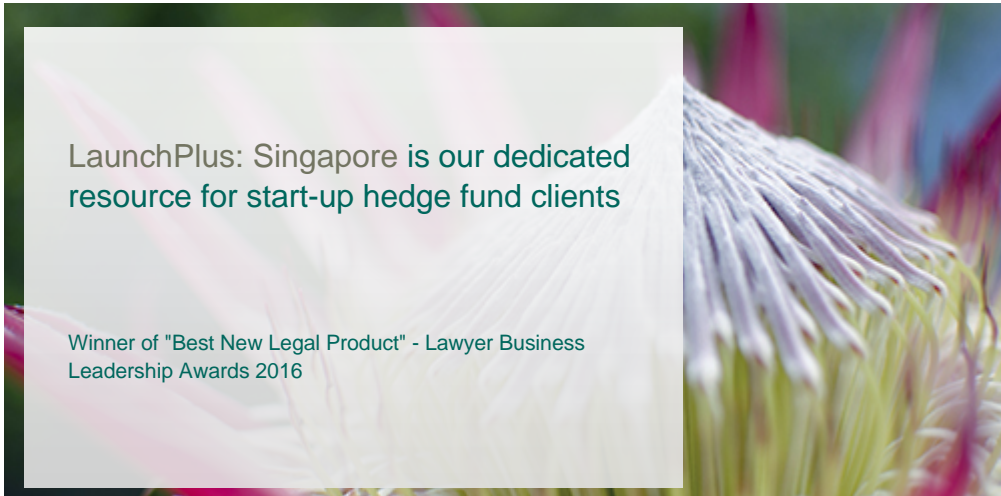 LaunchPlus: Singapore is our dedicated
resource for start-up hedge fund clients
Winner of "Best New Legal Product" - Lawyer Business
Leadership Awards 2016